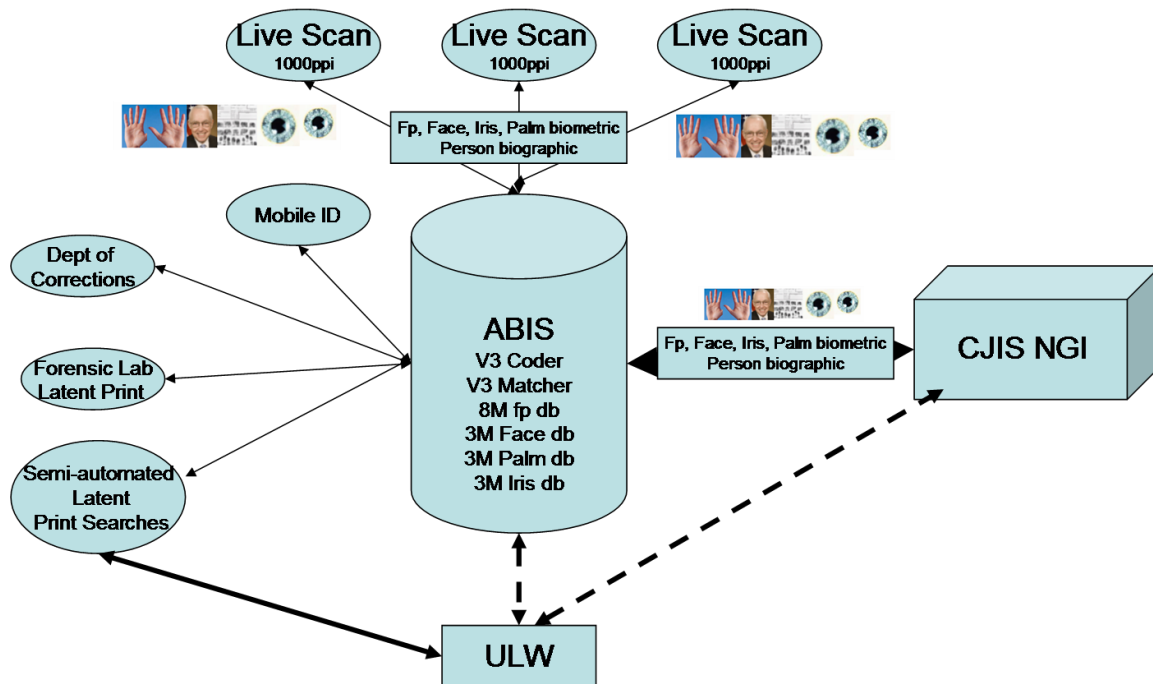 Live Scan
1000ppi
Live Scan
1000ppi
Live Scan
1000ppi
Fp, Face, Iris, Palm biometric
Person biographic
Mobile ID
Dept of
Corrections
Forensic Lab
Latent Print
Semi-automated
Latent
Print Searches
ABIS
V3 Coder
V3 Matcher
8M fp db
3M Face db
3M Palm db
3M Iris db
Fp, Face, Iris, Palm biometric
Person biographic
CJIS NGI
ULW